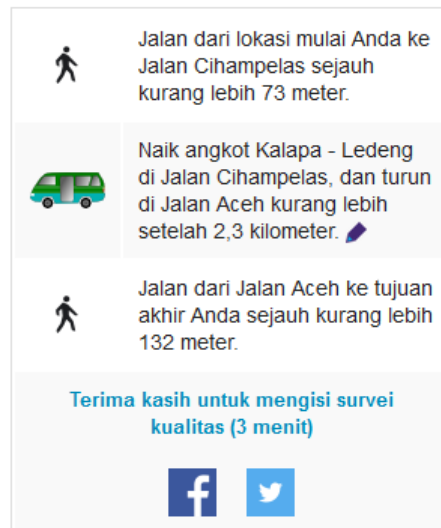 Jalan dari lokasi mulai Anda ke
Jalan Cihampelas sejauh
kurang lebih 73 meter.
Naik angkot Kalapa - Ledeng
di Jalan Cihampelas, dan turun
di Jalan Aceh kurang lebih
setelah 2,3 kilometer.
Jalan dari Jalan Aceh ke tujuan
akhir Anda sejauh kurang lebih
132 meter.
Terima kasih untuk mengisi survei
kualitas (3 menit)